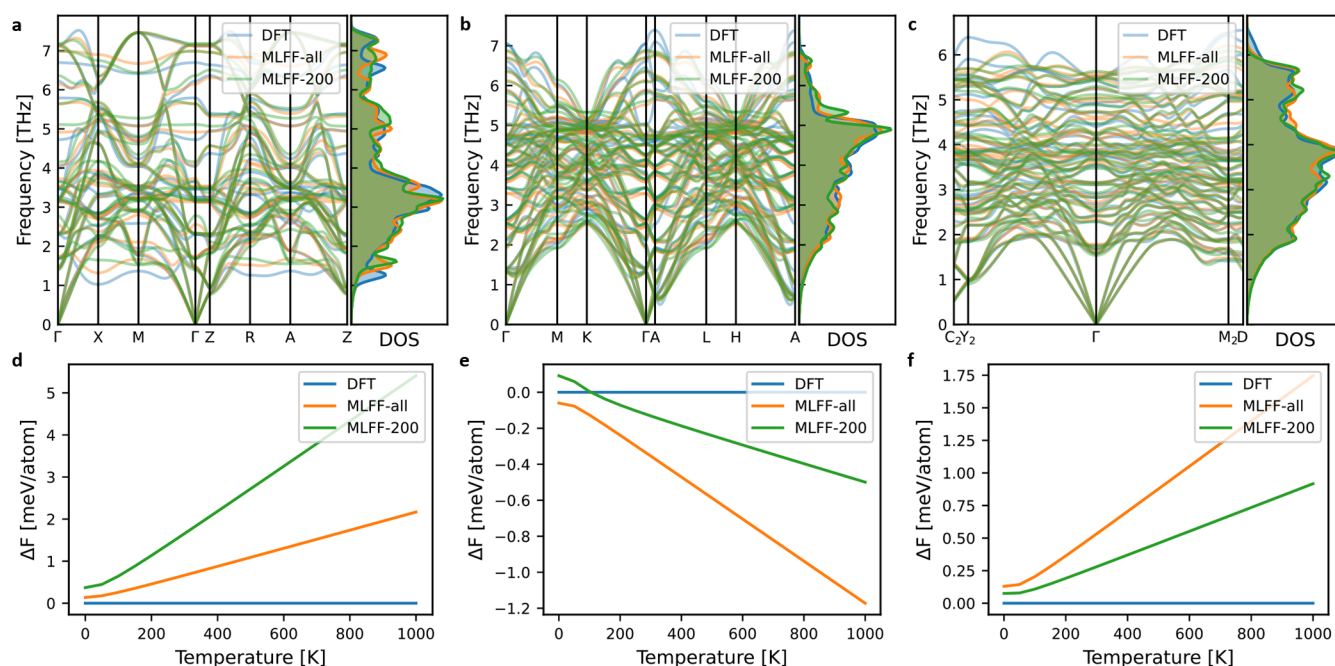 a
DFT
MLFF-all
MLFF-200
Frequency [THz]
7
6
5
4
3
2
1
0
Γ X M Γ Z R A Z
DOS
b
DFT
MLFF-all
MLFF-200
Frequency [THz]
7
6
5
4
3
2
1
0
Γ M K Γ A L H A
DOS
c
DFT
MLFF-all
MLFF-200
Frequency [THz]
6
5
4
3
2
1
0
C₂Y₂ Γ M₂D
DOS
d
DFT
MLFF-all
MLFF-200
ΔF [meV/atom]
5
4
3
2
1
0
0 200 400 600 800 1000
Temperature [K]
e
DFT
MLFF-all
MLFF-200
ΔF [meV/atom]
0.0
−0.2
−0.4
−0.6
−0.8
−1.0
−1.2
0 200 400 600 800 1000
Temperature [K]
f
DFT
MLFF-all
MLFF-200
ΔF [meV/atom]
1.75
1.50
1.25
1.00
0.75
0.50
0.25
0.00
0 200 400 600 800 1000
Temperature [K]